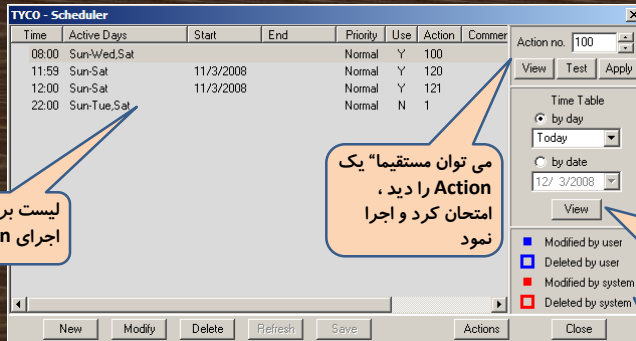 TYCO - Scheduler
Time Active Days Start End Priority Use Action Commer
08:00 Sun-Wed,Sat Normal Y 100
11:59 Sun-Sat 11/3/2008 Normal Y 120
12:00 Sun-Sat 11/3/2008 Normal Y 121
22:00 Sun-Tue,Sat Normal N 1
Action no. 100
View Test Apply
Time Table
by day
Today
by date
12/ 3/2008
View
Modified by user
Deleted by user
Modified by system
Deleted by system
می توان مستقیما" یک
Action را دید ،
امتحان کرد و اجرا
نمود
لیست بر
اجرای n
New Modify Delete Refresh Save Actions Close